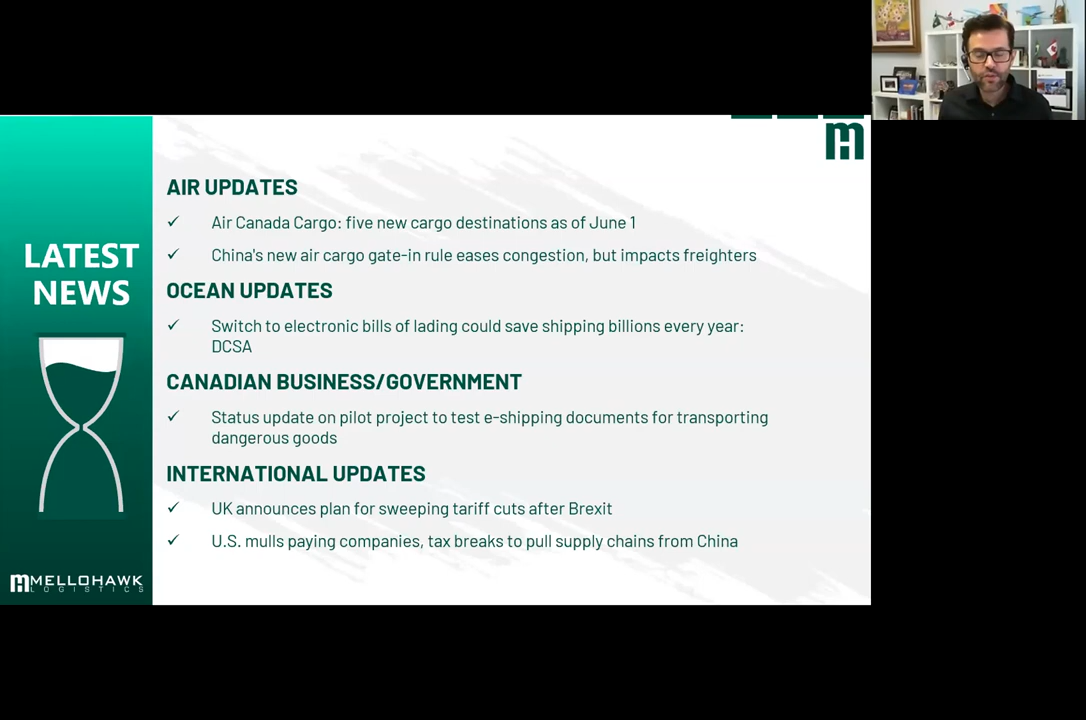 AIR UPDATES
Air Canada Cargo: five new cargo destinations as of June 1
China's new air cargo gate-in rule eases congestion, but impacts freighters
OCEAN UPDATES
Switch to electronic bills of lading could save shipping billions every year:
DCSA
CANADIAN BUSINESS/GOVERNMENT
Status update on pilot project to test e-shipping documents for transporting
dangerous goods
INTERNATIONAL UPDATES
UK announces plan for sweeping tariff cuts after Brexit
U.S. mulls paying companies, tax breaks to pull supply chains from China
LATEST
NEWS
MELLOHAWK
LOGISTICS